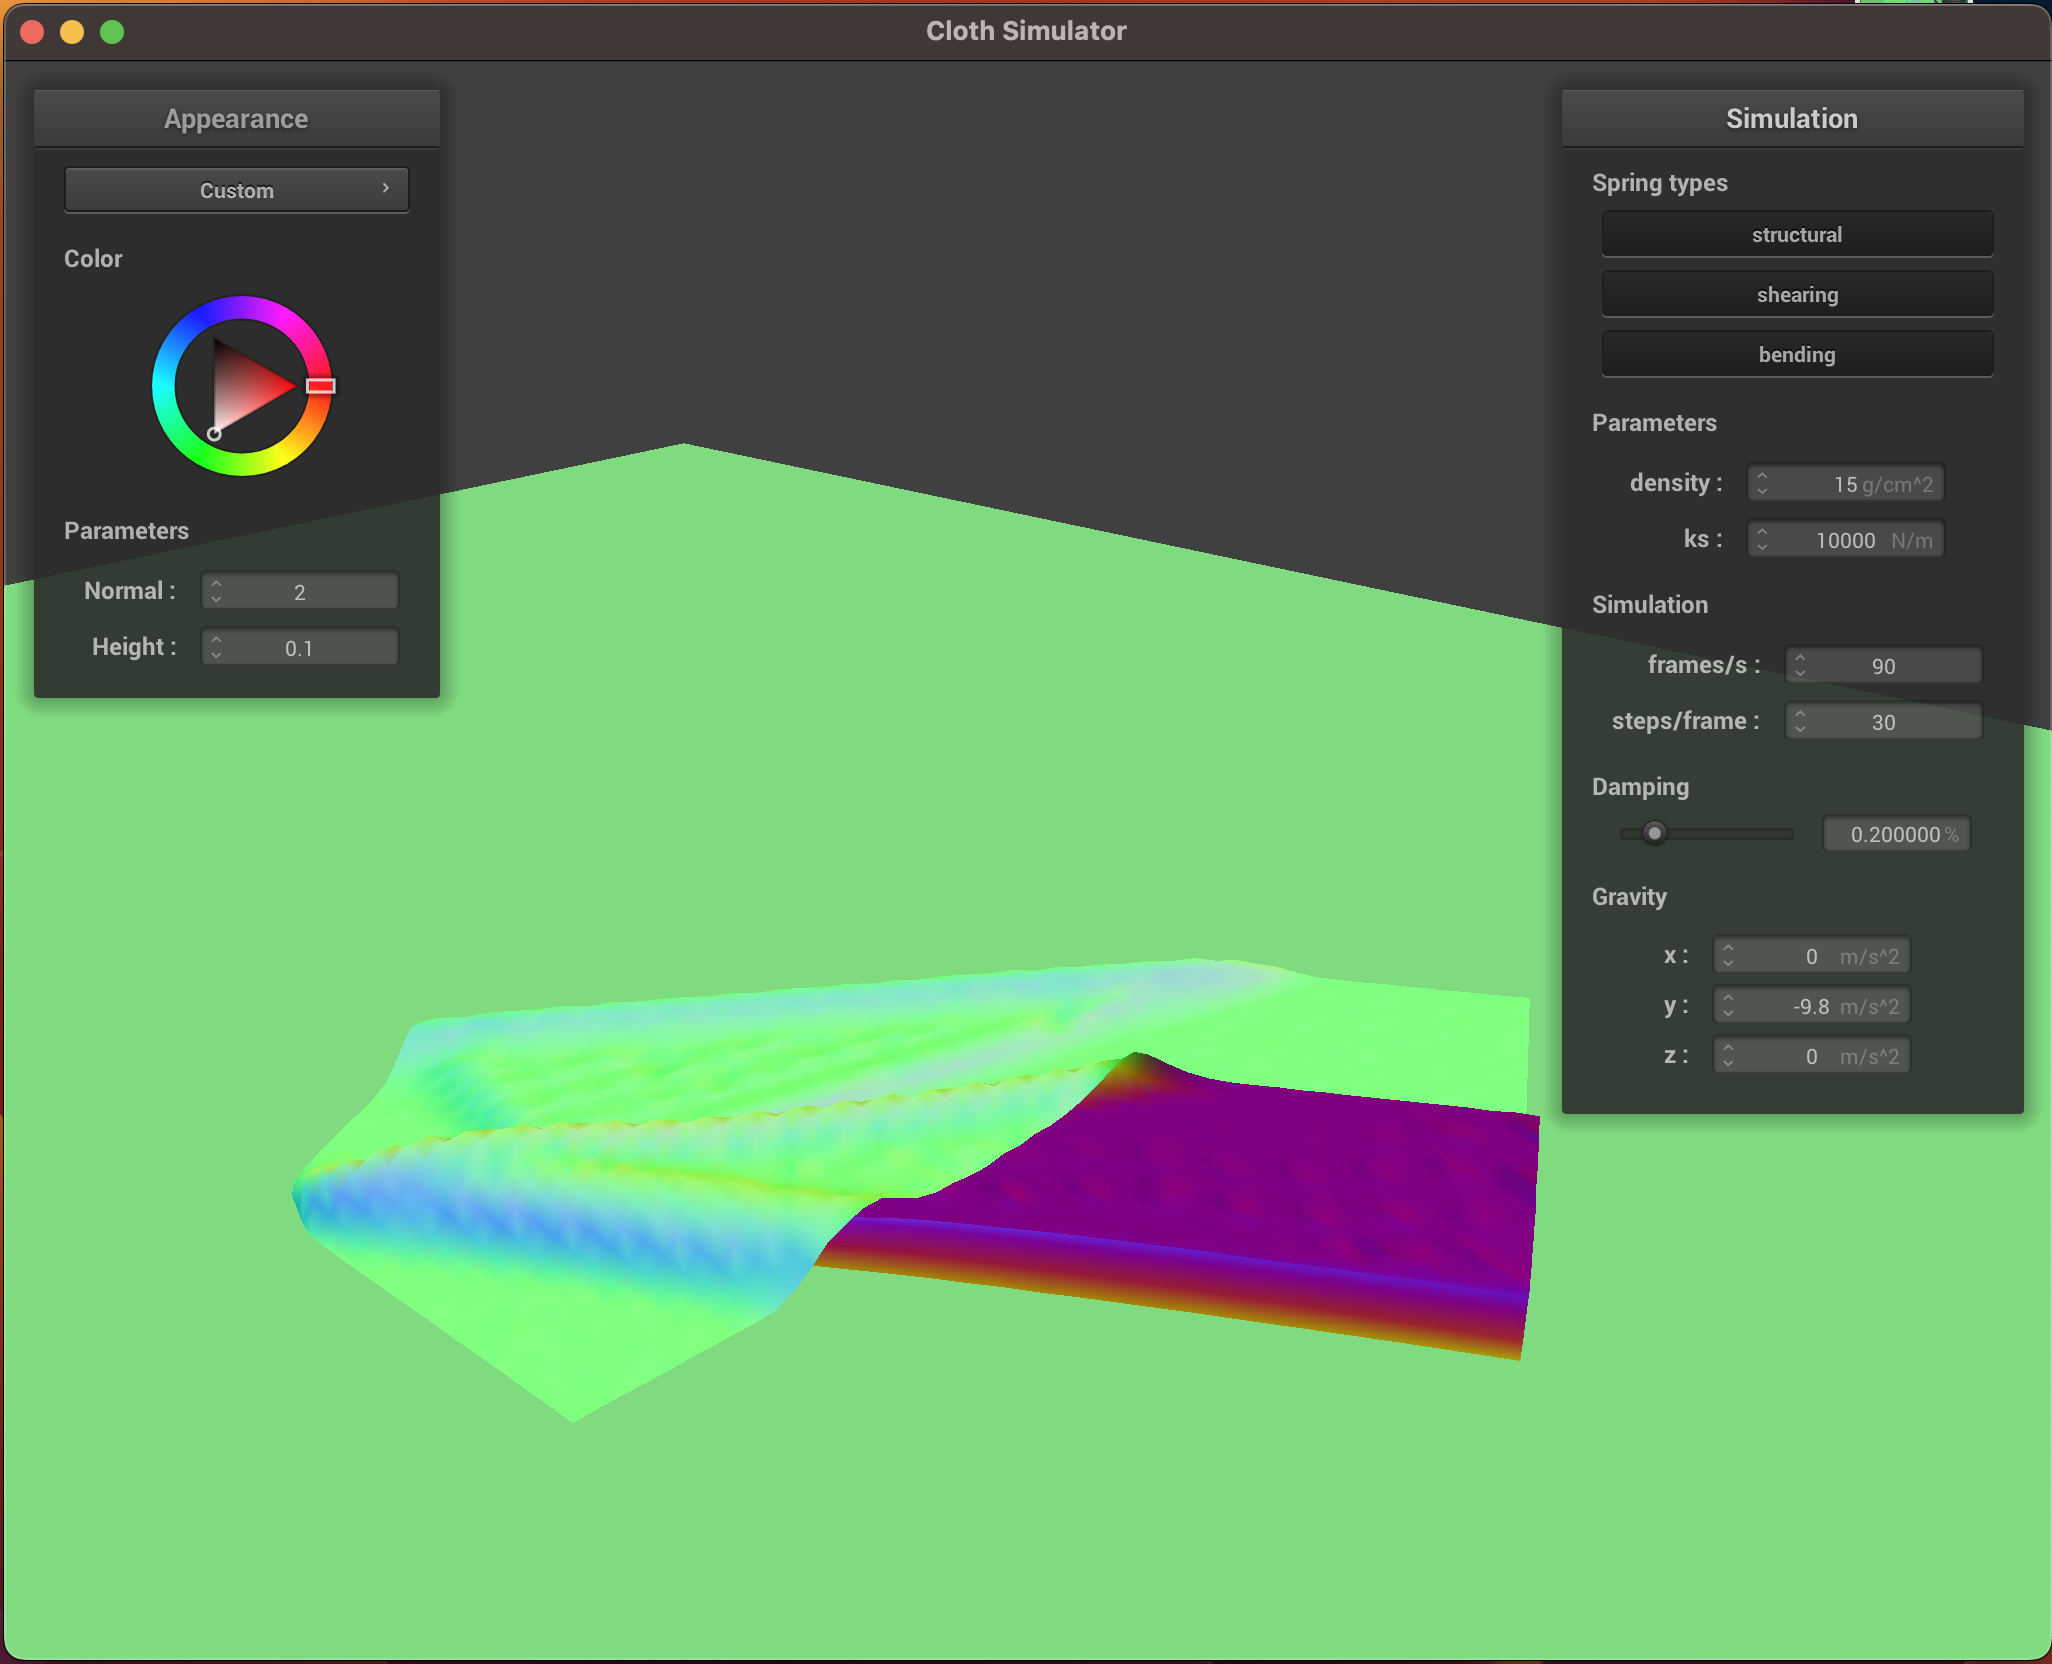 Cloth Simulator
Appearance
Custom
Color
Parameters
Normal : 2
Height : 0.1
Simulation
Spring types
structural
shearing
bending
Parameters
density : 15 g/cm^2
ks : 10000 N/m
Simulation
frames/s : 90
steps/frame : 30
Damping
0.200000 %
Gravity
x : 0 m/s^2
y : -9.8 m/s^2
z : 0 m/s^2